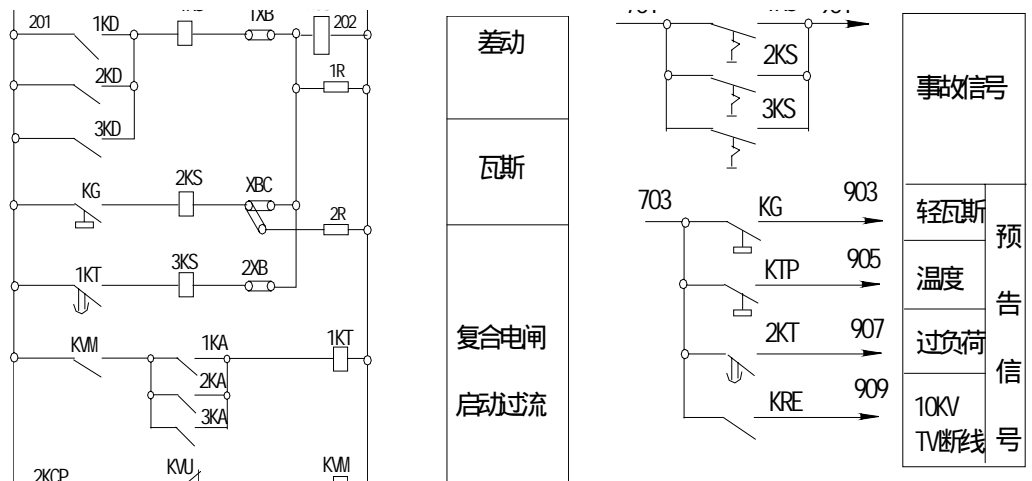 201
1KD
1XB
202
2KD
1R
3KD
KG
2KS
XBC
2R
1KT
3KS
2XB
KVM
1KA
1KT
2KA
3KA
2KCP
KVU
KVM
差动
瓦斯
复合电闸
启动过流
2KS
3KS
703
KG
903
KTP
905
2KT
907
KRE
909
事故信号
轻瓦斯
温度
过负荷
10KV
TV断线
预
告
信
号